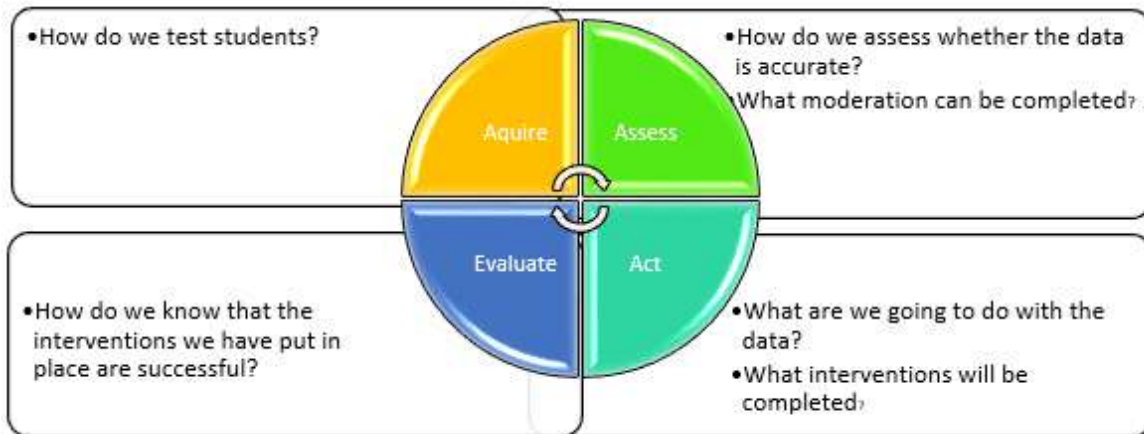 •How do we test students?
•How do we assess whether the data
is accurate?
•What moderation can be completed?
Aquire
Assess
Evaluate
Act
•How do we know that the
interventions we have put in
place are successful?
•What are we going to do with the
data?
•What interventions will be
completed?